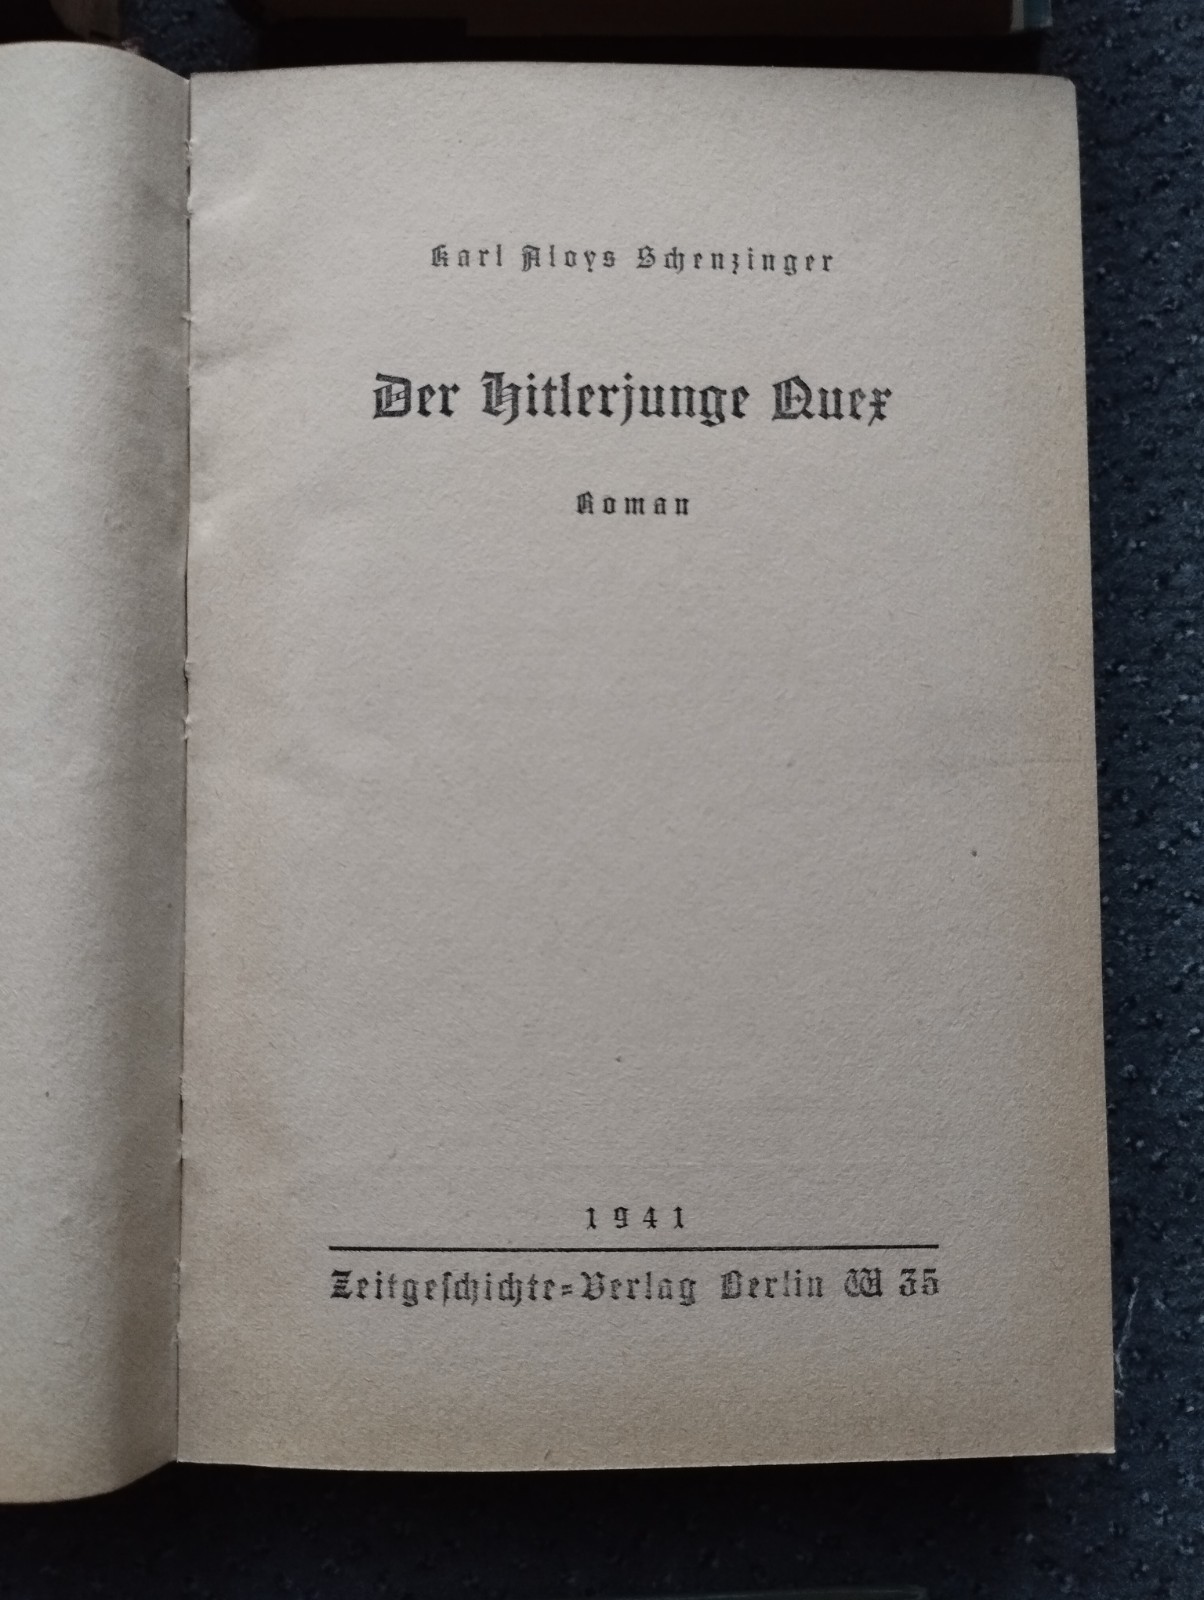 Karl Aloys Schenzinger
Der Hitlerjunge Quex
Roman
1941
Zeitgeſchichte-Verlag Berlin W 35